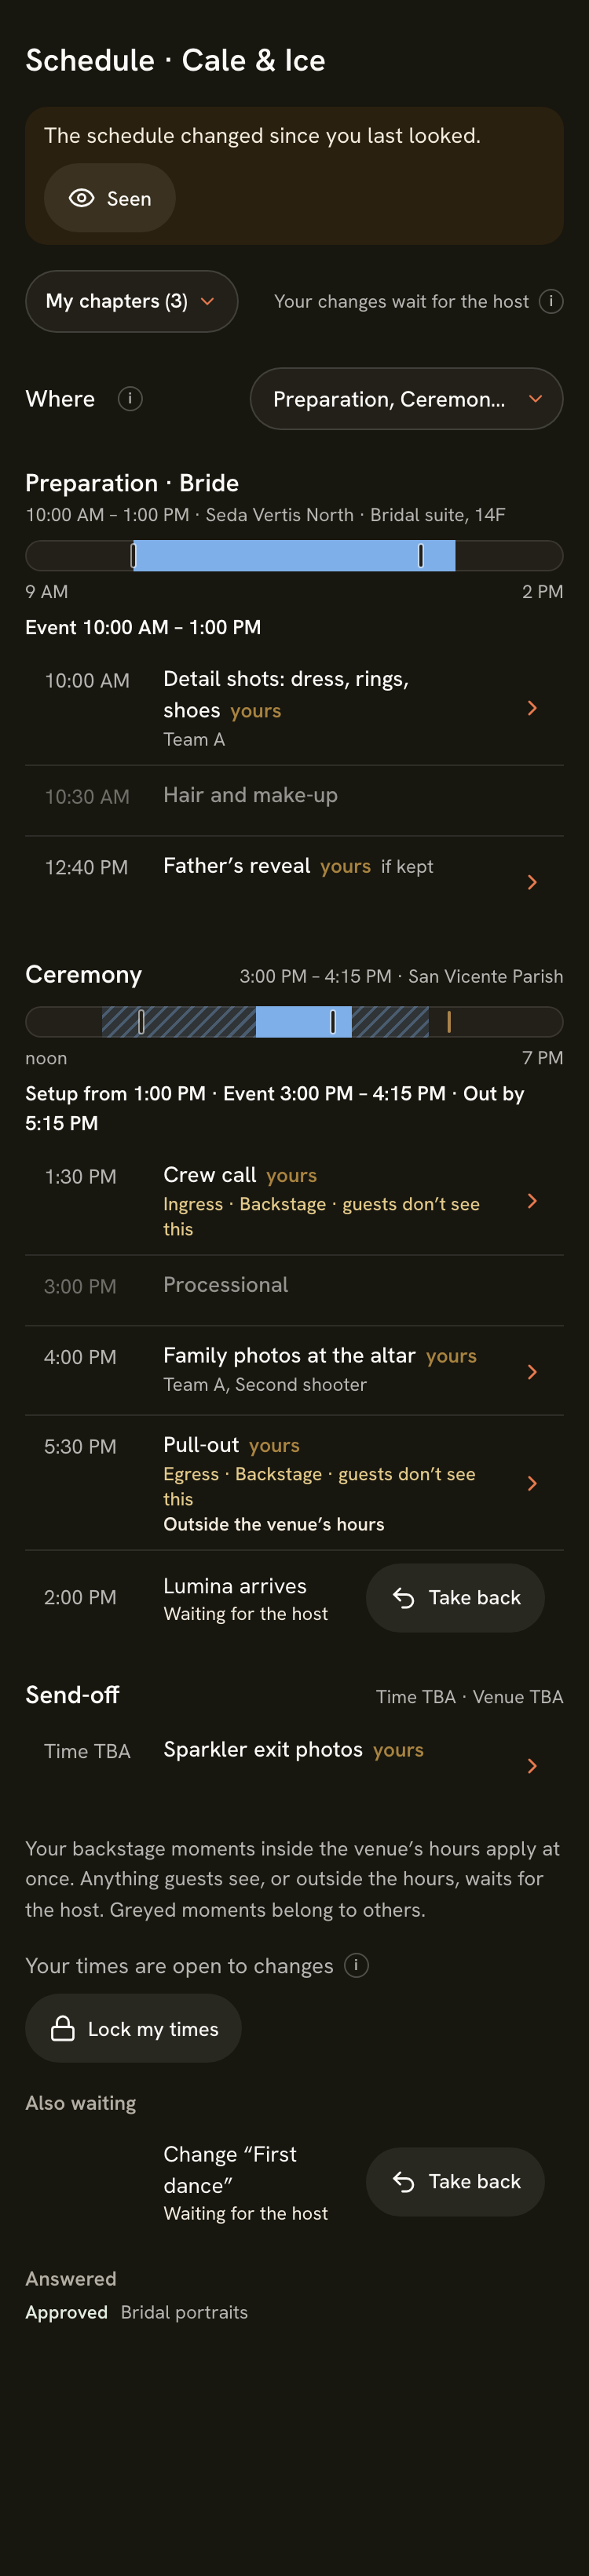 Schedule · Cale & Ice
The schedule changed since you last looked.
Seen
My chapters (3)
Your changes wait for the host
i
Where
i
Preparation, Ceremon...
Preparation · Bride
10:00 AM – 1:00 PM · Seda Vertis North · Bridal suite, 14F
9 AM
2 PM
Event 10:00 AM – 1:00 PM
10:00 AM
Detail shots: dress, rings,
shoes yours
Team A
10:30 AM
Hair and make-up
12:40 PM
Father’s reveal yours if kept
Ceremony
3:00 PM – 4:15 PM · San Vicente Parish
noon
7 PM
Setup from 1:00 PM · Event 3:00 PM – 4:15 PM · Out by
5:15 PM
1:30 PM
Crew call yours
Ingress · Backstage · guests don’t see
this
3:00 PM
Processional
4:00 PM
Family photos at the altar yours
Team A, Second shooter
5:30 PM
Pull-out yours
Egress · Backstage · guests don’t see
this
Outside the venue’s hours
2:00 PM
Lumina arrives
Waiting for the host
Take back
Send-off
Time TBA · Venue TBA
Time TBA
Sparkler exit photos yours
Your backstage moments inside the venue’s hours apply at
once. Anything guests see, or outside the hours, waits for
the host. Greyed moments belong to others.
Your times are open to changes
i
Lock my times
Also waiting
Change “First
dance”
Waiting for the host
Take back
Answered
Approved Bridal portraits